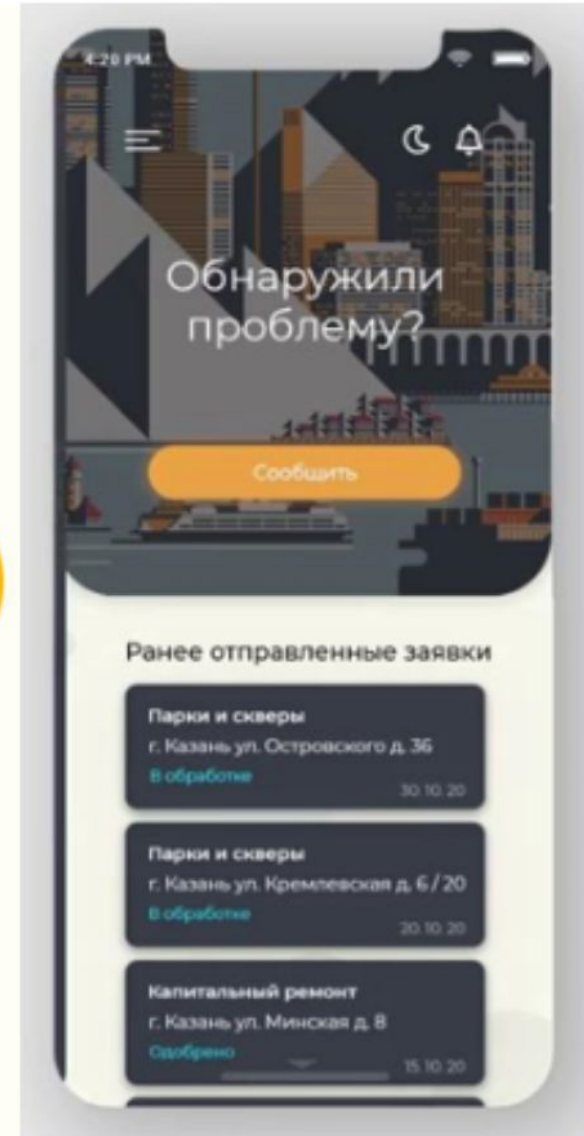 4:20 PM
Обнаружили
проблему?
Сообщить
Ранее отправленные заявки
Парки и скверы
г. Казань ул. Островского д. 36
В обработке
30. 10. 20
Парки и скверы
г. Казань ул. Кремлевская д. 6 / 20
В обработке
20. 10. 20
Капитальный ремонт
г. Казань ул. Минская д. 8
Одобрено
15. 10. 20